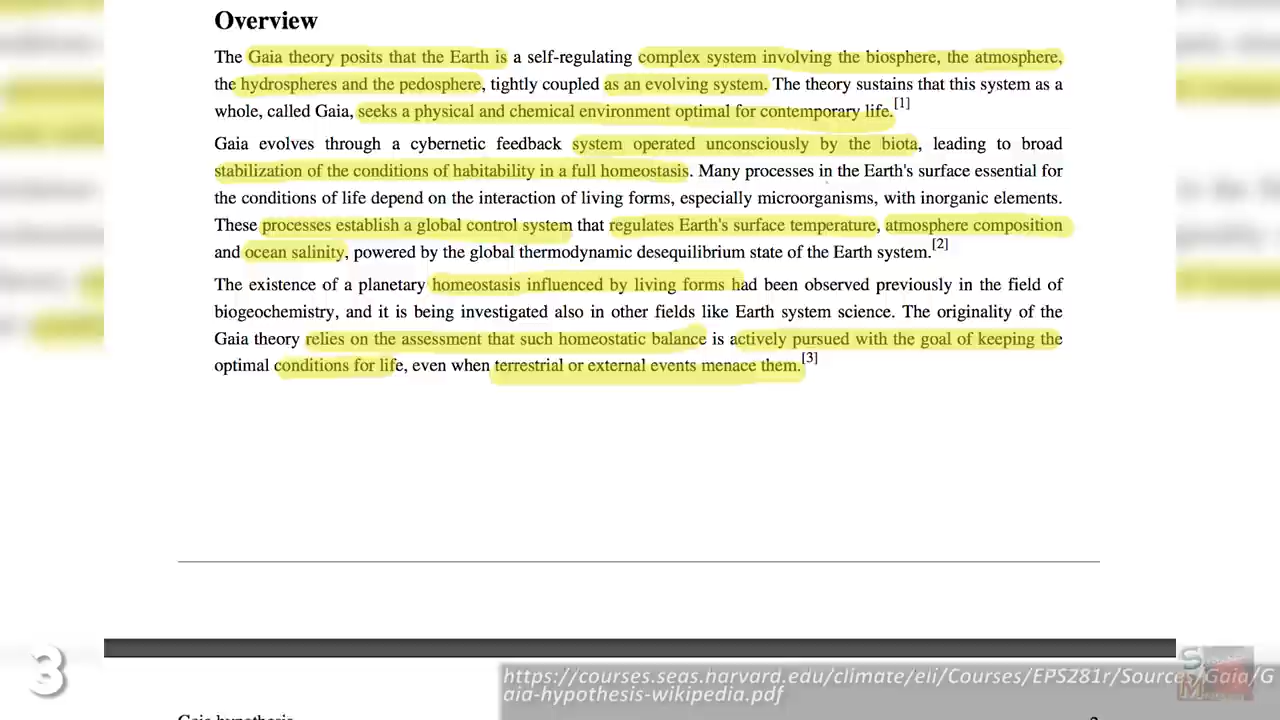 Overview
The Gaia theory posits that the Earth is a self-regulating complex system involving the biosphere, the atmosphere,
the hydrospheres and the pedosphere, tightly coupled as an evolving system. The theory sustains that this system as a
whole, called Gaia, seeks a physical and chemical environment optimal for contemporary life.[1]
Gaia evolves through a cybernetic feedback system operated unconsciously by the biota, leading to broad
stabilization of the conditions of habitability in a full homeostasis. Many processes in the Earth's surface essential for
the conditions of life depend on the interaction of living forms, especially microorganisms, with inorganic elements.
These processes establish a global control system that regulates Earth's surface temperature, atmosphere composition
and ocean salinity, powered by the global thermodynamic desequilibrium state of the Earth system.[2]
The existence of a planetary homeostasis influenced by living forms had been observed previously in the field of
biogeochemistry, and it is being investigated also in other fields like Earth system science. The originality of the
Gaia theory relies on the assessment that such homeostatic balance is actively pursued with the goal of keeping the
optimal conditions for life, even when terrestrial or external events menace them.[3]
3
https://courses.seas.harvard.edu/climate/eli/Courses/EPS281r/Sources/Gaia/G
aia-hypothesis-wikipedia.pdf
Gaia hypothesis